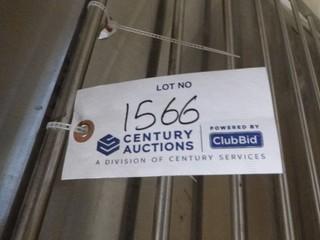 LOT NO
1566
CENTURY AUCTIONS
POWERED BY
ClubBid
A DIVISION OF CENTURY SERVICES